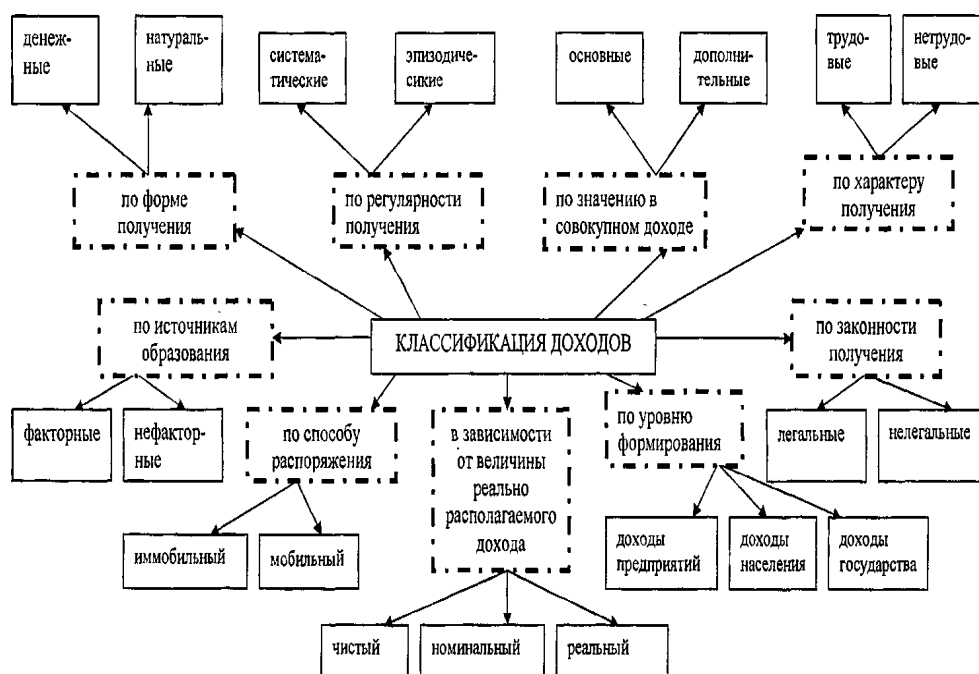 денеж-
ные
натураль-
ные
система-
тические
эпизодиче-
сикие
основные
дополни-
тельные
трудо-
вые
нетрудо-
вые
по форме
получения
по регулярности
получения
по значению в
совокупном доходе
по характеру
получения
по источникам
образования
КЛАССИФИКАЦИЯ ДОХОДОВ
по законности
получения
факторные
нефактор-
ные
по способу
распоряжения
в зависимости
от величины
реально
располагаемого
дохода
по уровню
формирования
легальные
нелегальные
иммобильный
мобильный
доходы
предприятий
доходы
населения
доходы
государства
чистый
номинальный
реальный